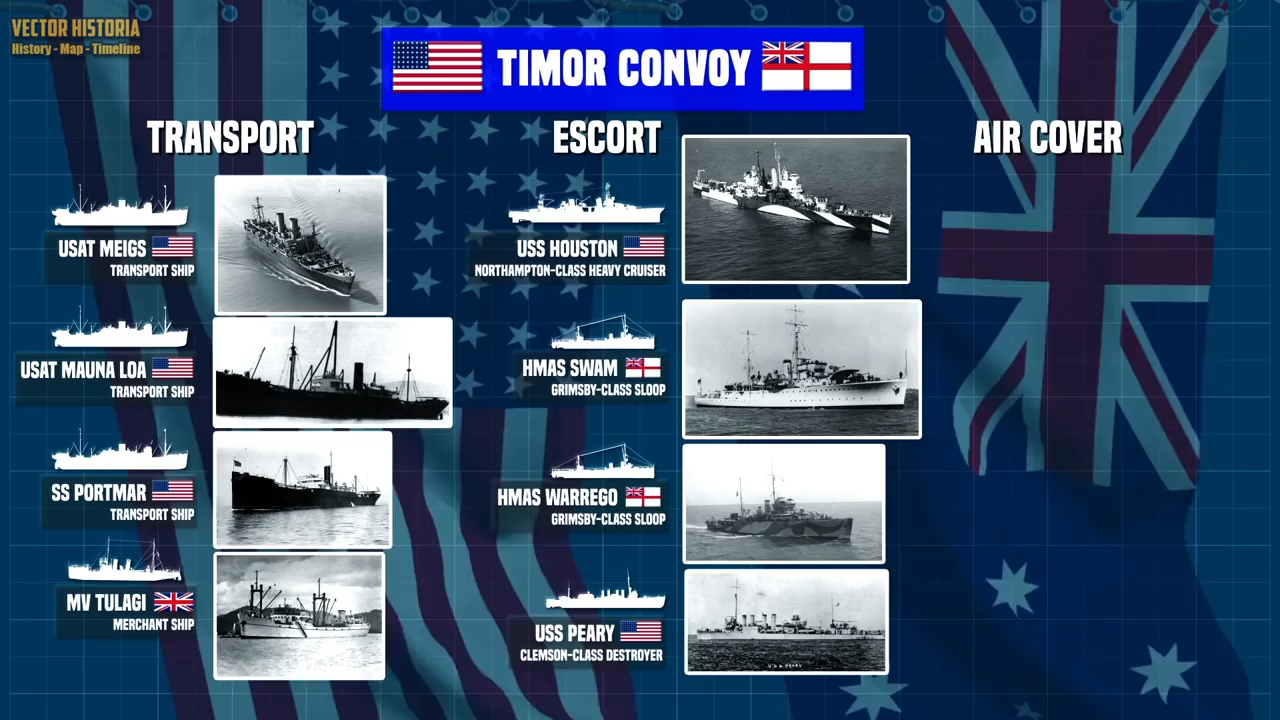 VECTOR HISTORIA
History - Map - Timeline
TIMOR CONVOY
TRANSPORT
USAT MEIGS
TRANSPORT SHIP
USAT MAUNA LOA
TRANSPORT SHIP
SS PORTMAR
TRANSPORT SHIP
MV TULAGI
MERCHANT SHIP
ESCORT
USS HOUSTON
NORTHAMPTON-CLASS HEAVY CRUISER
HMAS SWAM
GRIMSBY-CLASS SLOOP
HMAS WARREGO
GRIMSBY-CLASS SLOOP
USS PEARY
CLEMSON-CLASS DESTROYER
U.S.S. PEARY
AIR COVER